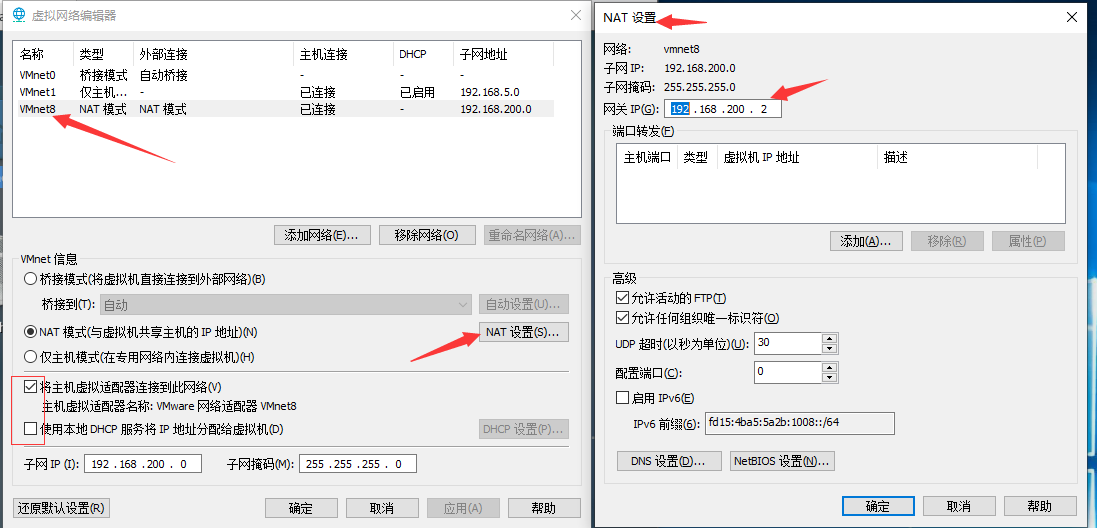 虚拟网络编辑器
名称 类型 外部连接 主机连接 DHCP 子网地址
VMnet0 桥接模式 自动桥接 - - -
VMnet1 仅主机... - 已连接 已启用 192.168.5.0
VMnet8 NAT 模式 NAT 模式 已连接 - 192.168.200.0
添加网络(E)... 移除网络(O) 重命名网络(A)...
VMnet 信息
桥接模式(将虚拟机直接连接到外部网络)(B)
桥接到(T): 自动 自动设置(U)...
NAT 模式(与虚拟机共享主机的 IP 地址)(N) NAT 设置(S)...
仅主机模式(在专用网络内连接虚拟机)(H)
将主机虚拟适配器连接到此网络(V)
主机虚拟适配器名称: VMware 网络适配器 VMnet8
使用本地 DHCP 服务将 IP 地址分配给虚拟机(D) DHCP 设置(P)...
子网 IP (I): 192 .168 .200 . 0 子网掩码(M): 255 .255 .255 . 0
还原默认设置(R) 确定 取消 应用(A) 帮助
NAT 设置
网络: vmnet8
子网 IP: 192.168.200.0
子网掩码: 255.255.255.0
网关 IP(G): 192 .168 .200 . 2
端口转发(F)
主机端口 类型 虚拟机 IP 地址 描述
添加(A)... 移除(R) 属性(P)
高级
允许活动的 FTP(T)
允许任何组织唯一标识符(O)
UDP 超时(以秒为单位)(U): 30
配置端口(C): 0
启用 IPv6(E)
IPv6 前缀(6): fd15:4ba5:5a2b:1008::/64
DNS 设置(D)... NetBIOS 设置(N)...
确定 取消 帮助